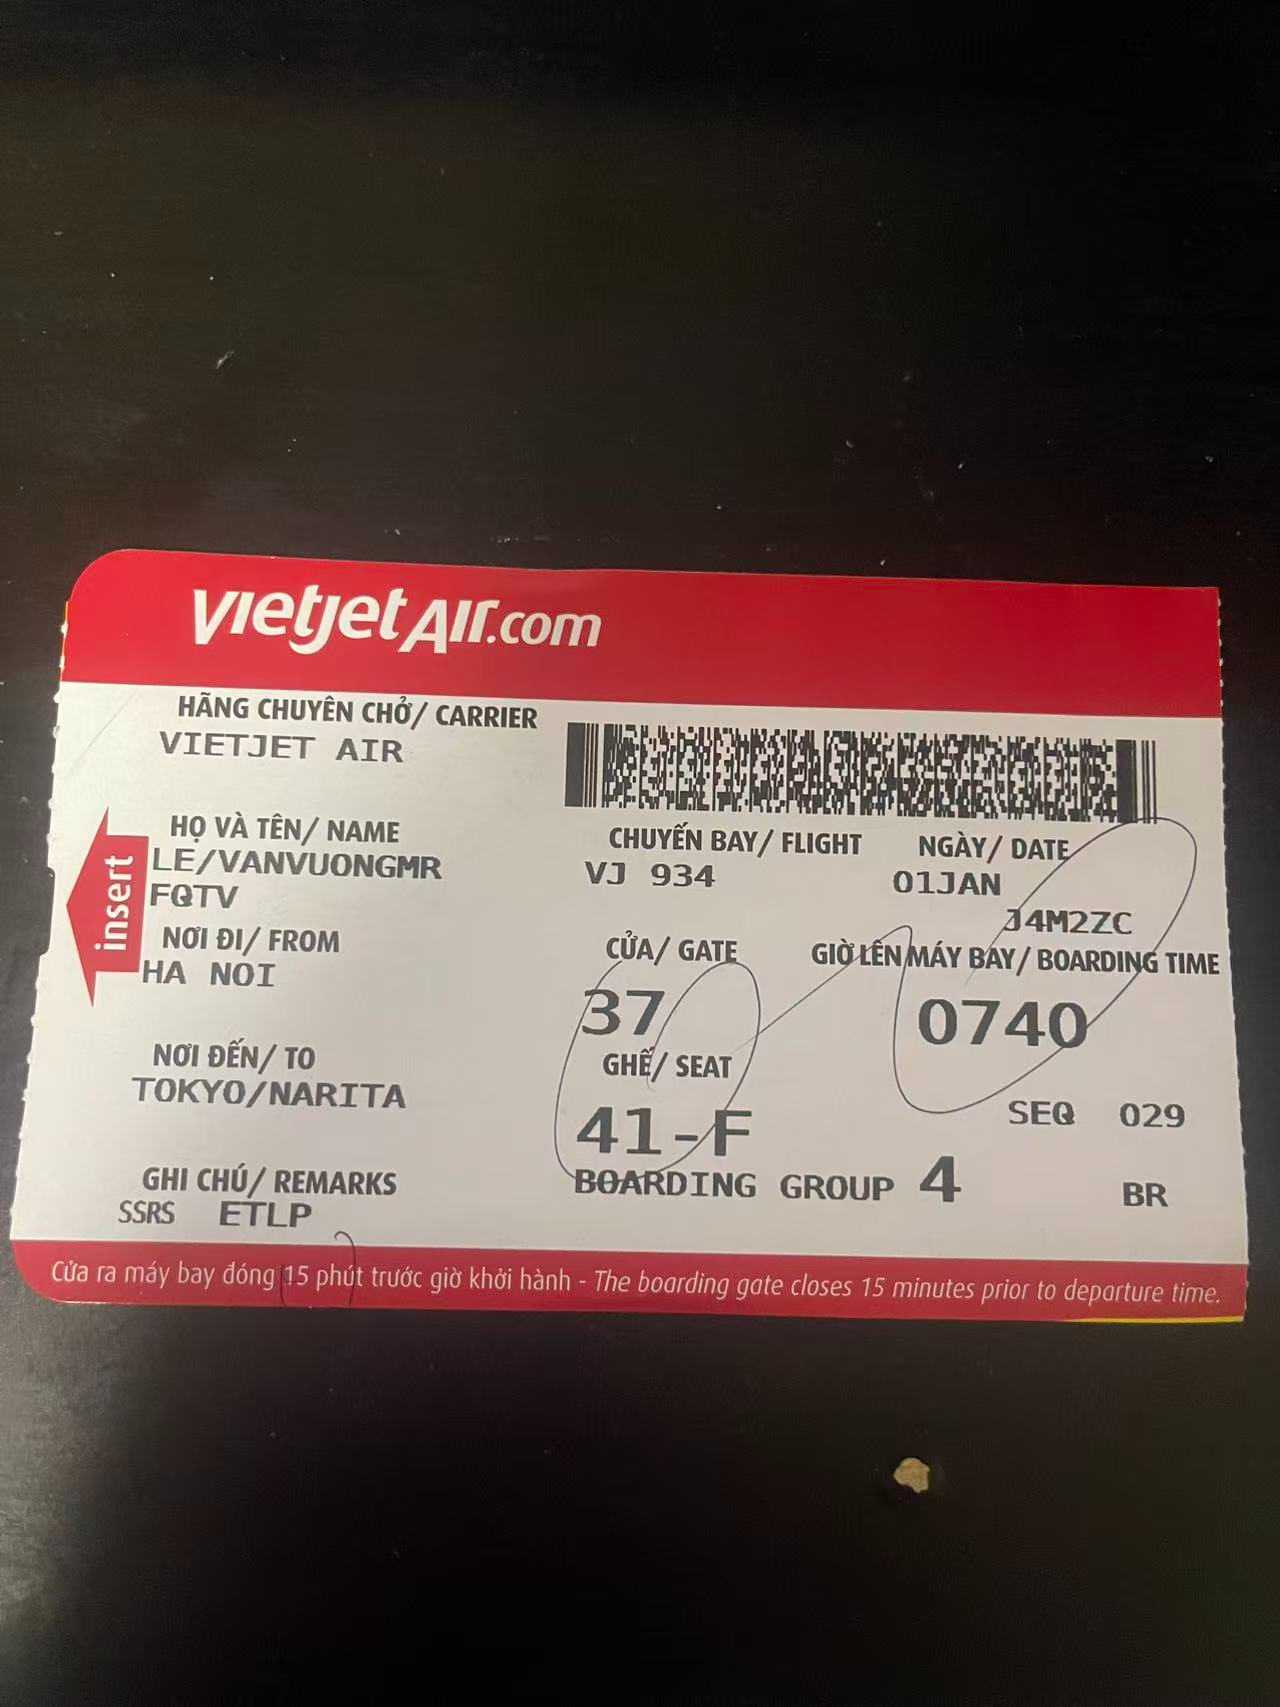 vietjetAir.com
HÃNG CHUYÊN CHỞ/ CARRIER
VIETJET AIR
HỌ VÀ TÊN/ NAME
LE/VANVUONGMR
FQTV
CHUYẾN BAY/ FLIGHT
VJ 934
NGÀY/ DATE
01JAN
J4M2ZC
insert
NƠI ĐI/ FROM
HA NOI
CỬA/ GATE
37
GIỜ LÊN MÁY BAY/ BOARDING TIME
0740
NƠI ĐẾN/ TO
TOKYO/NARITA
GHẾ/ SEAT
41-F
SEQ 029
BOARDING GROUP 4
BR
GHI CHÚ/ REMARKS
SSRS ETLP
Cửa ra máy bay đóng 15 phút trước giờ khởi hành - The boarding gate closes 15 minutes prior to departure time.